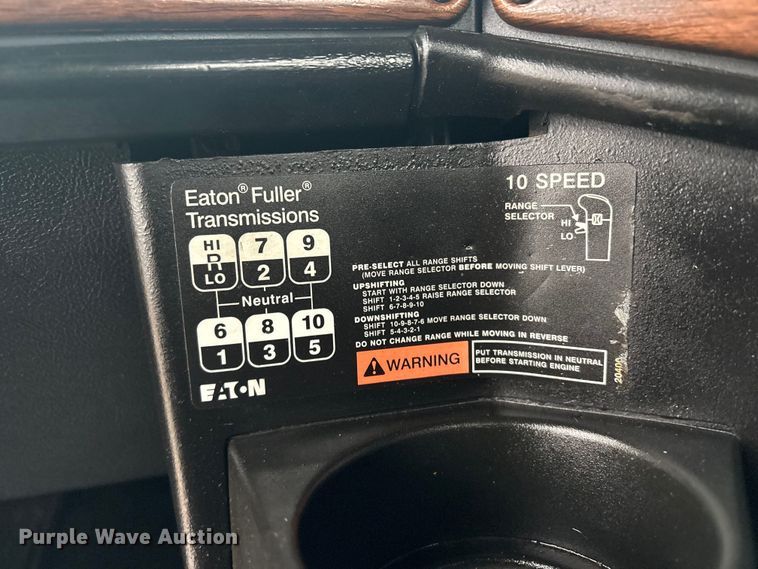 Eaton® Fuller®
Transmissions
10 SPEED
RANGE
SELECTOR
HI
LO
HI
R
LO
7
2
9
4
Neutral
6
1
8
3
10
5
EATON
PRE-SELECT ALL RANGE SHIFTS
(MOVE RANGE SELECTOR BEFORE MOVING SHIFT LEVER)
UPSHIFTING
START WITH RANGE SELECTOR DOWN
SHIFT 1-2-3-4-5 RAISE RANGE SELECTOR
SHIFT 6-7-8-9-10
DOWNSHIFTING
SHIFT 10-9-8-7-6 MOVE RANGE SELECTOR DOWN
SHIFT 5-4-3-2-1
DO NOT CHANGE RANGE WHILE MOVING IN REVERSE
WARNING
PUT TRANSMISSION IN NEUTRAL
BEFORE STARTING ENGINE
Purple Wave Auction